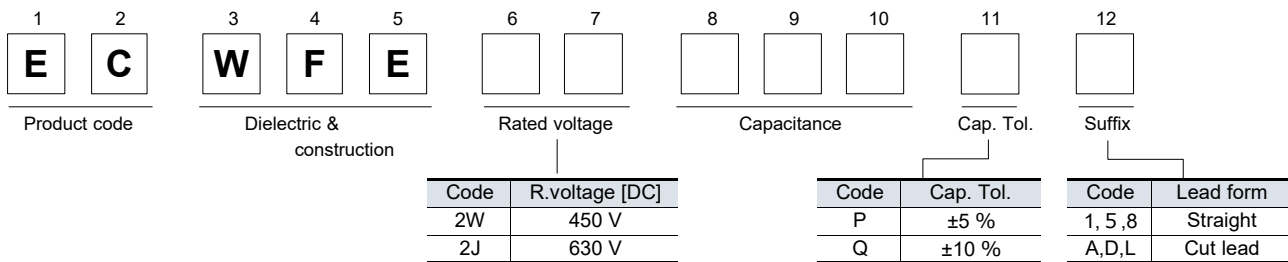 1 2 3 4 5 6 7 8 9 10 11 12
E C W F E
Product code Dielectric & Rated voltage Capacitance Cap. Tol. Suffix
construction
Code R.voltage [DC] Code Cap. Tol. Code Lead form
2W 450 V P ±5 % 1, 5 ,8 Straight
2J 630 V Q ±10 % A,D,L Cut lead